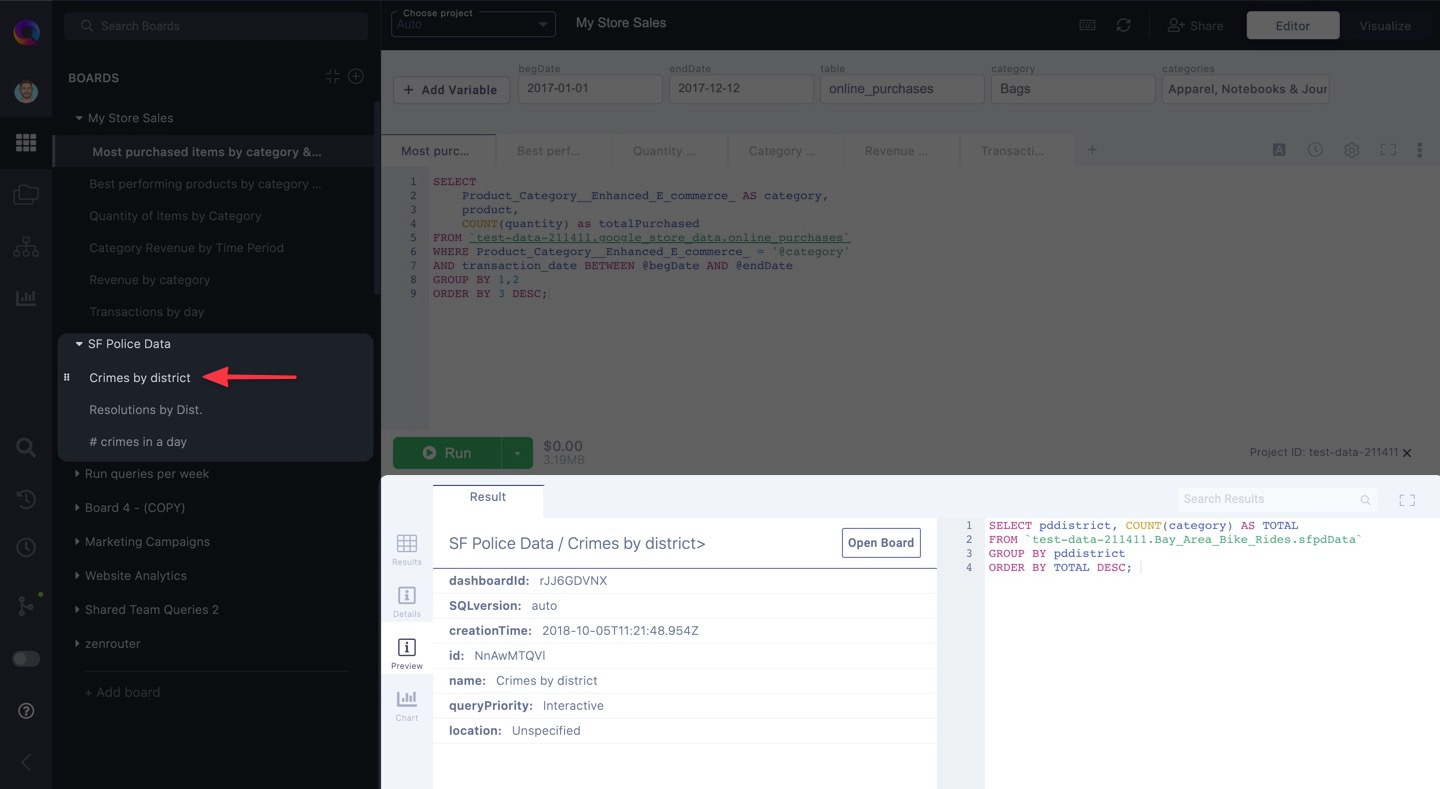 Search Boards
BOARDS
My Store Sales
Most purchased items by category &...
Best performing products by category ...
Quantity of Items by Category
Category Revenue by Time Period
Revenue by category
Transactions by day
SF Police Data
Crimes by district
Resolutions by Dist.
# crimes in a day
Run queries per week
Board 4 - (COPY)
Marketing Campaigns
Website Analytics
Shared Team Queries 2
zenrouter
+ Add board
Choose project
Auto
My Store Sales
Share
Editor
Visualize
+ Add Variable
begDate
2017-01-01
endDate
2017-12-12
table
online_purchases
category
Bags
categories
Apparel, Notebooks & Jour
Most purc...
Best perf...
Quantity ...
Category ...
Revenue ...
Transacti...
+
A
1 SELECT
2 Product_Category__Enhanced_E_commerce_ AS category,
3 product,
4 COUNT(quantity) as totalPurchased
5 FROM `test-data-211411.google_store_data.online_purchases`
6 WHERE Product_Category__Enhanced_E_commerce_ = '@category'
7 AND transaction_date BETWEEN @begDate AND @endDate
8 GROUP BY 1,2
9 ORDER BY 3 DESC;
Run
$0.00
3.19MB
Project ID: test-data-211411
Result
Search Results
Results
Details
Preview
Chart
SF Police Data / Crimes by district>
Open Board
dashboardId: rJJ6GDVNX
SQLversion: auto
creationTime: 2018-10-05T11:21:48.954Z
id: NnAwMTQVl
name: Crimes by district
queryPriority: Interactive
location: Unspecified
1 SELECT pddistrict, COUNT(category) AS TOTAL
2 FROM `test-data-211411.Bay_Area_Bike_Rides.sfpdData`
3 GROUP BY pddistrict
4 ORDER BY TOTAL DESC;